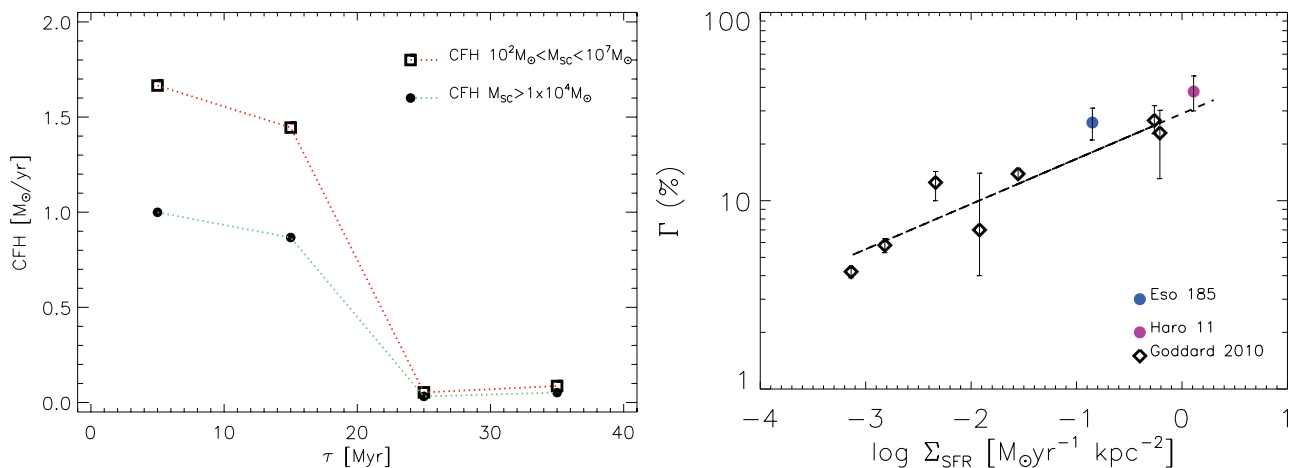 2.0
1.5
1.0
0.5
0.0
CFH [M⊙/yr]
CFH 10²M⊙<M_SC<10⁷M⊙
CFH M_SC>1x10⁴M⊙
0 10 20 30 40
τ [Myr]
100
10
1
Γ (%)
Eso 185
Haro 11
Goddard 2010
-4 -3 -2 -1 0 1
log Σ_SFR [M⊙yr⁻¹ kpc⁻²]